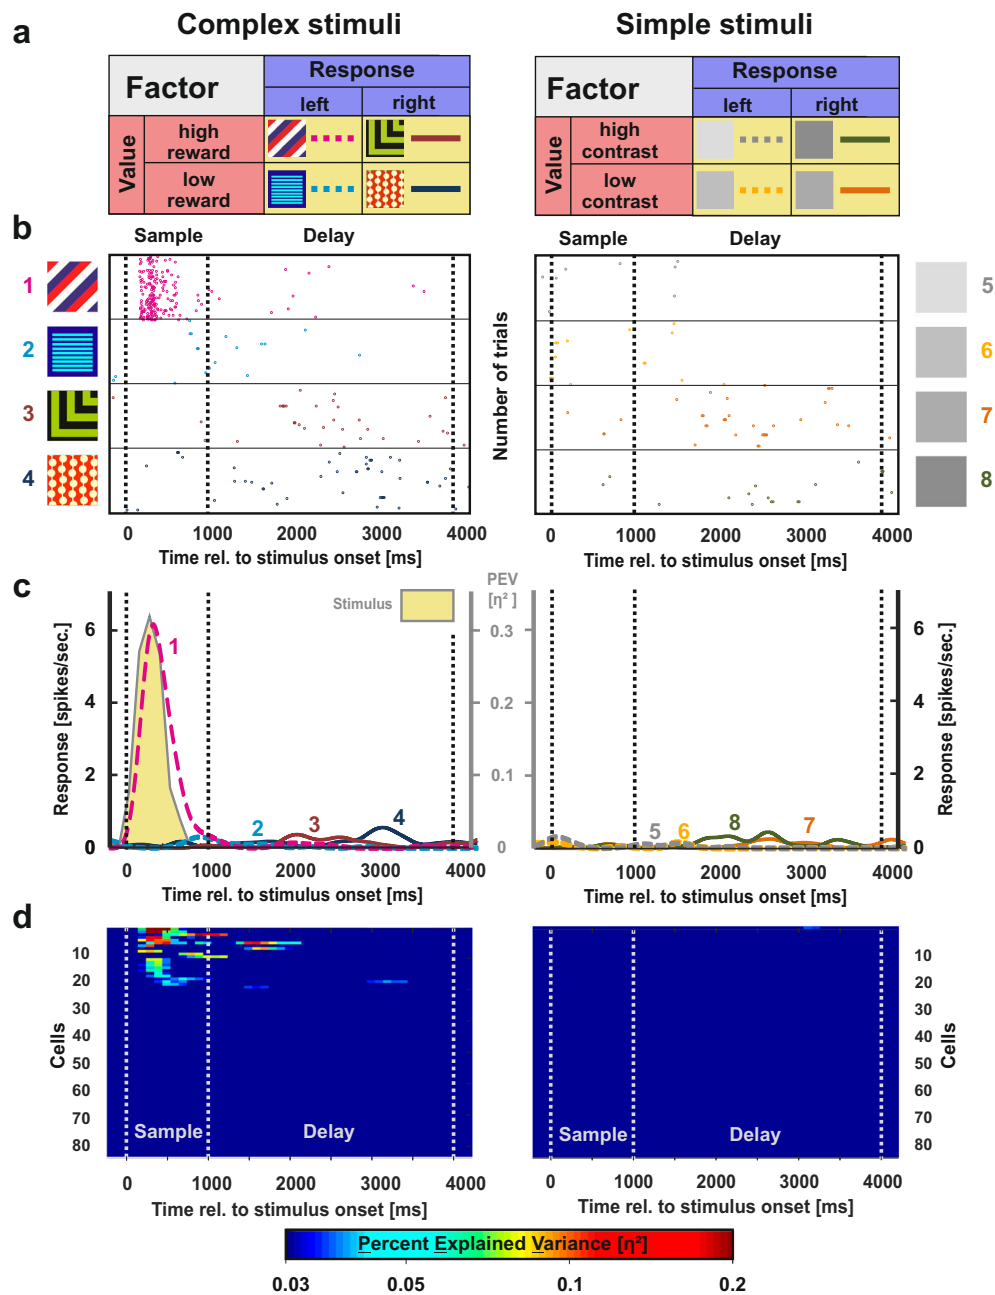 a
Complex stimuli
Simple stimuli
Factor
Response
left
right
Value
high
reward
low
reward
Factor
Response
left
right
Value
high
contrast
low
contrast
b
Sample
Delay
Sample
Delay
1
2
3
4
Number of trials
5
6
7
8
0
1000
2000
3000
4000
Time rel. to stimulus onset [ms]
0
1000
2000
3000
4000
Time rel. to stimulus onset [ms]
c
Response [spikes/sec.]
6
4
2
0
Stimulus
PEV
[η² ]
0.3
0.2
0.1
0
1
2
3
4
5
6
8
7
6
4
2
0
Response [spikes/sec.]
0
1000
2000
3000
4000
Time rel. to stimulus onset [ms]
0
1000
2000
3000
4000
Time rel. to stimulus onset [ms]
d
Cells
10
20
30
40
50
60
70
80
Sample
Delay
Sample
Delay
10
20
30
40
50
60
70
80
Cells
0
1000
2000
3000
4000
Time rel. to stimulus onset [ms]
0
1000
2000
3000
4000
Time rel. to stimulus onset [ms]
Percent Explained Variance [η²]
0.03
0.05
0.1
0.2